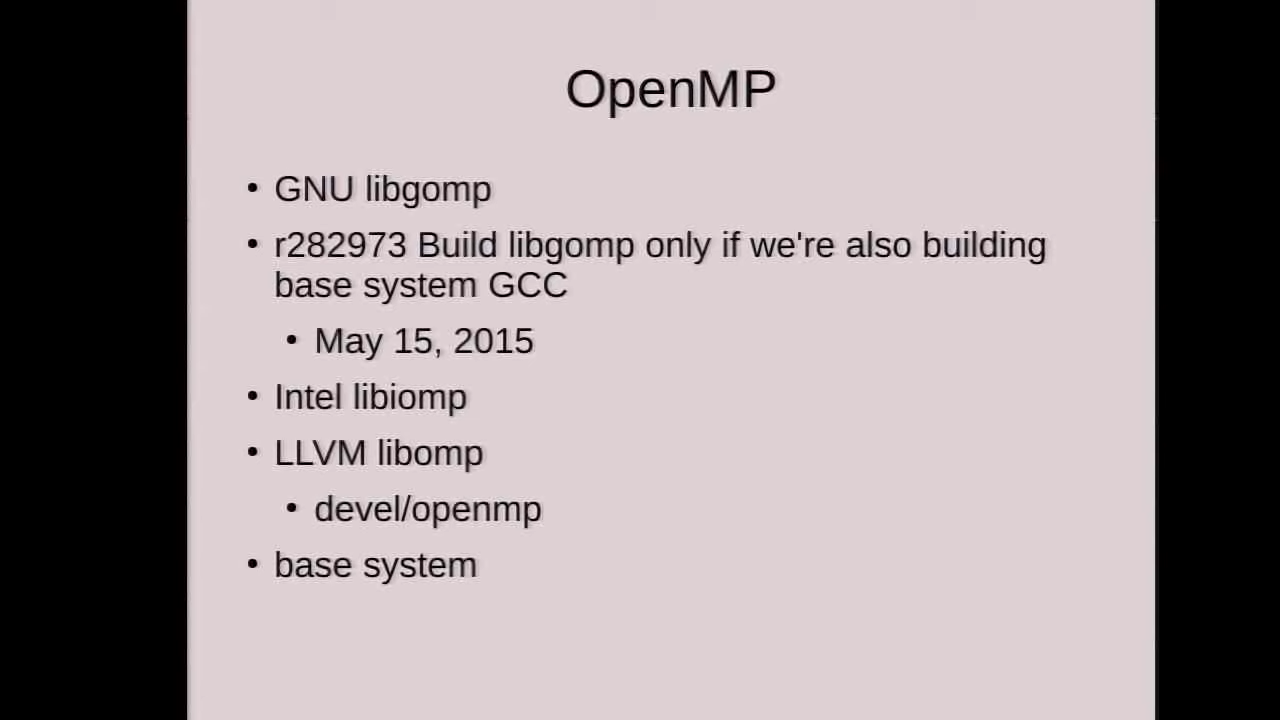 OpenMP
• GNU libgomp
• r282973 Build libgomp only if we're also building
base system GCC
• May 15, 2015
• Intel libiomp
• LLVM libomp
• devel/openmp
• base system